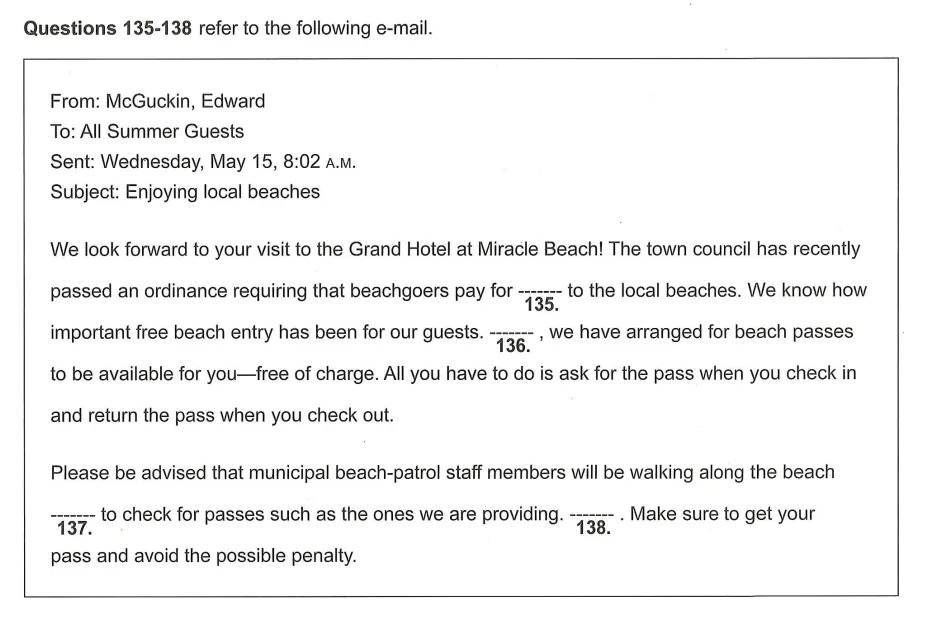 Questions 135-138 refer to the following e-mail.
From: McGuckin, Edward
To: All Summer Guests
Sent: Wednesday, May 15, 8:02 A.M.
Subject: Enjoying local beaches
We look forward to your visit to the Grand Hotel at Miracle Beach! The town council has recently
passed an ordinance requiring that beachgoers pay for ------- to the local beaches. We know how
135.
important free beach entry has been for our guests. ------- , we have arranged for beach passes
136.
to be available for you—free of charge. All you have to do is ask for the pass when you check in
and return the pass when you check out.
Please be advised that municipal beach-patrol staff members will be walking along the beach
------- to check for passes such as the ones we are providing. ------- . Make sure to get your
137. 138.
pass and avoid the possible penalty.